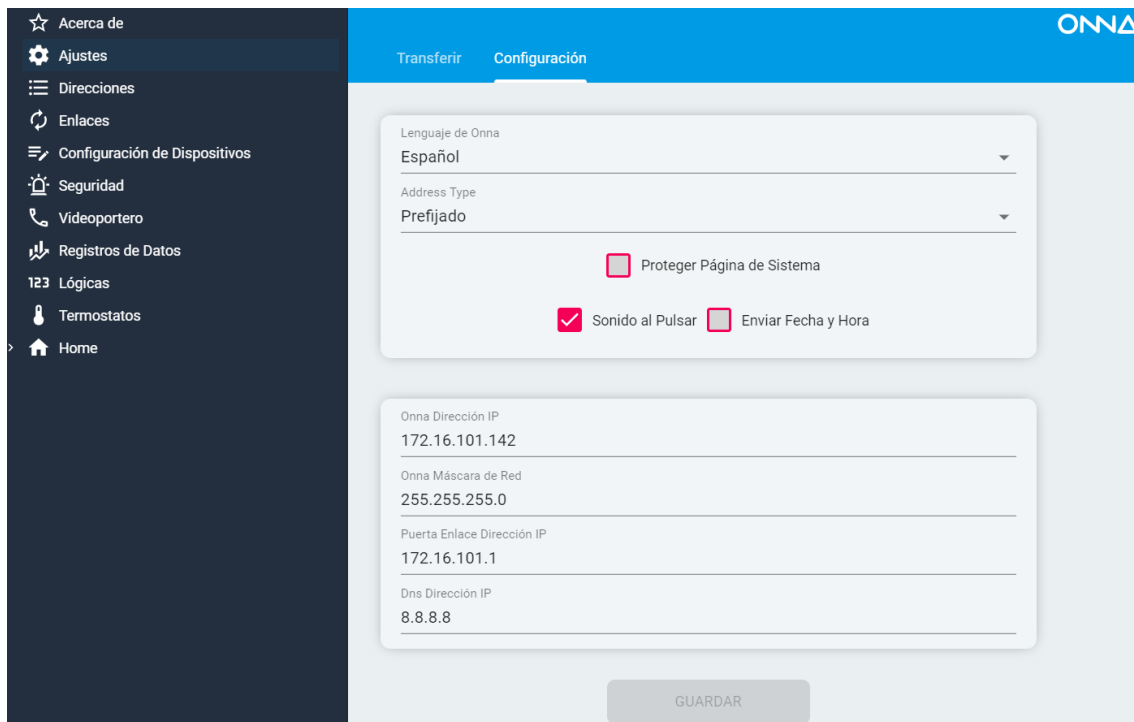 Acerca de
Ajustes
Direcciones
Enlaces
Configuración de Dispositivos
Seguridad
Videoportero
Registros de Datos
123 Lógicas
Termostatos
> Home
ONNA
Transferir Configuración
Lenguaje de Onna
Español
Address Type
Prefijado
Proteger Página de Sistema
Sonido al Pulsar Enviar Fecha y Hora
Onna Dirección IP
172.16.101.142
Onna Máscara de Red
255.255.255.0
Puerta Enlace Dirección IP
172.16.101.1
Dns Dirección IP
8.8.8.8
GUARDAR